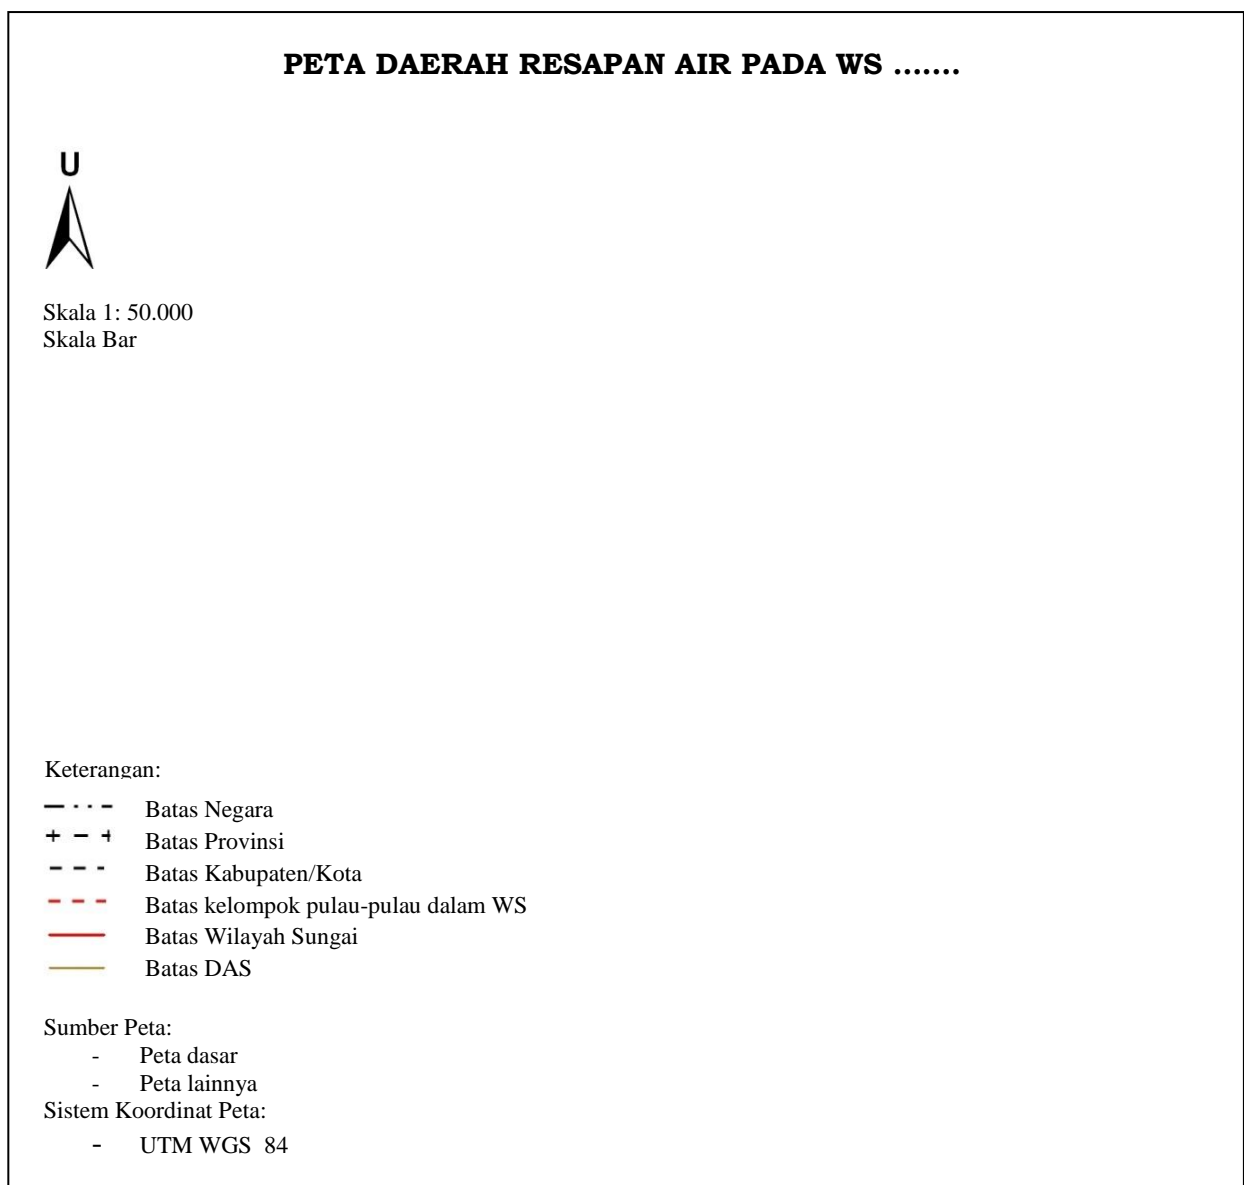 PETA DAERAH RESAPAN AIR PADA WS .......
U
Skala 1: 50.000
Skala Bar
Keterangan:
Batas Negara
Batas Provinsi
Batas Kabupaten/Kota
Batas kelompok pulau-pulau dalam WS
Batas Wilayah Sungai
Batas DAS
Sumber Peta:
- Peta dasar
- Peta lainnya
Sistem Koordinat Peta:
- UTM WGS 84